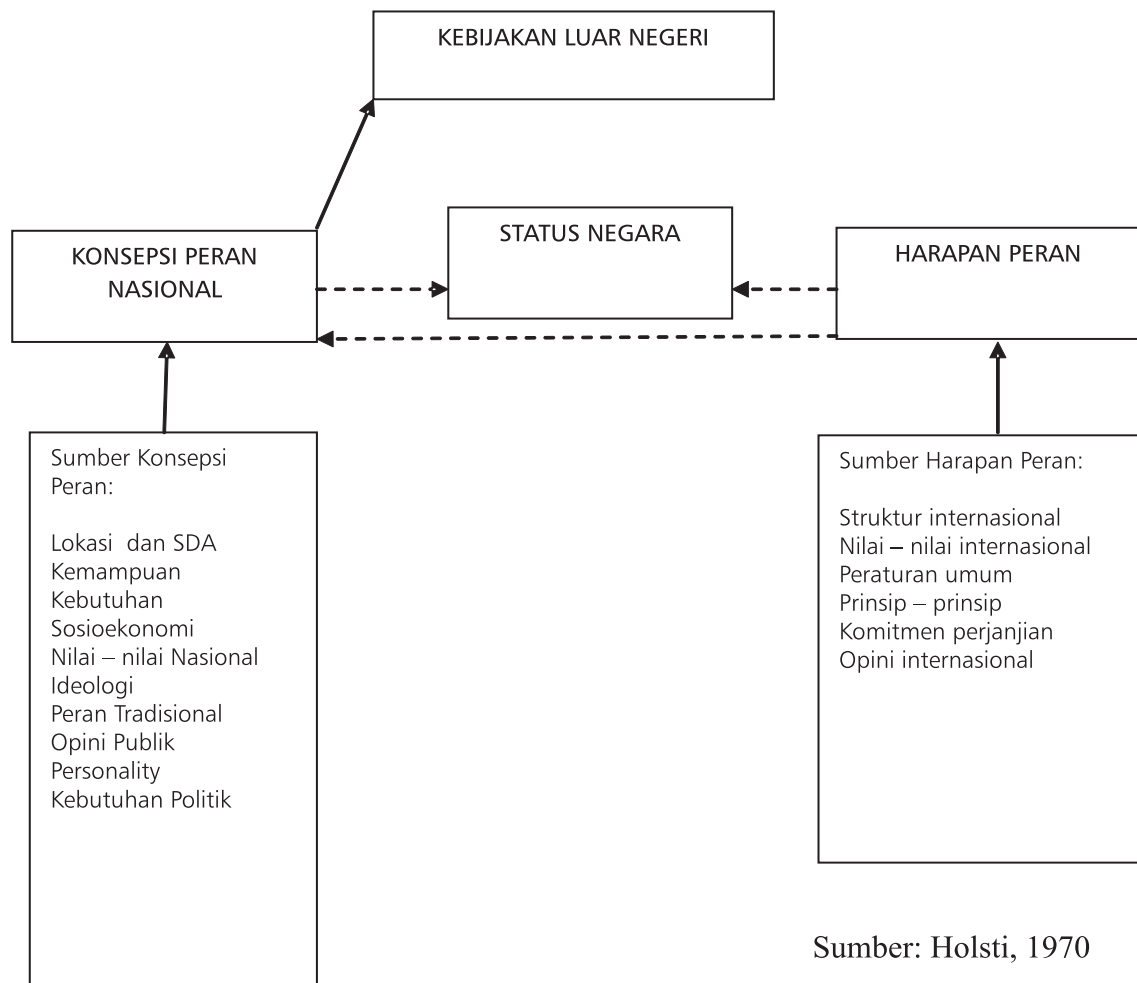 KEBIJAKAN LUAR NEGERI
KONSEPSI PERAN
NASIONAL
STATUS NEGARA
HARAPAN PERAN
Sumber Konsepsi
Peran:
Lokasi dan SDA
Kemampuan
Kebutuhan
Sosioekonomi
Nilai – nilai Nasional
Ideologi
Peran Tradisional
Opini Publik
Personality
Kebutuhan Politik
Sumber Harapan Peran:
Struktur internasional
Nilai – nilai internasional
Peraturan umum
Prinsip – prinsip
Komitmen perjanjian
Opini internasional
Sumber: Holsti, 1970